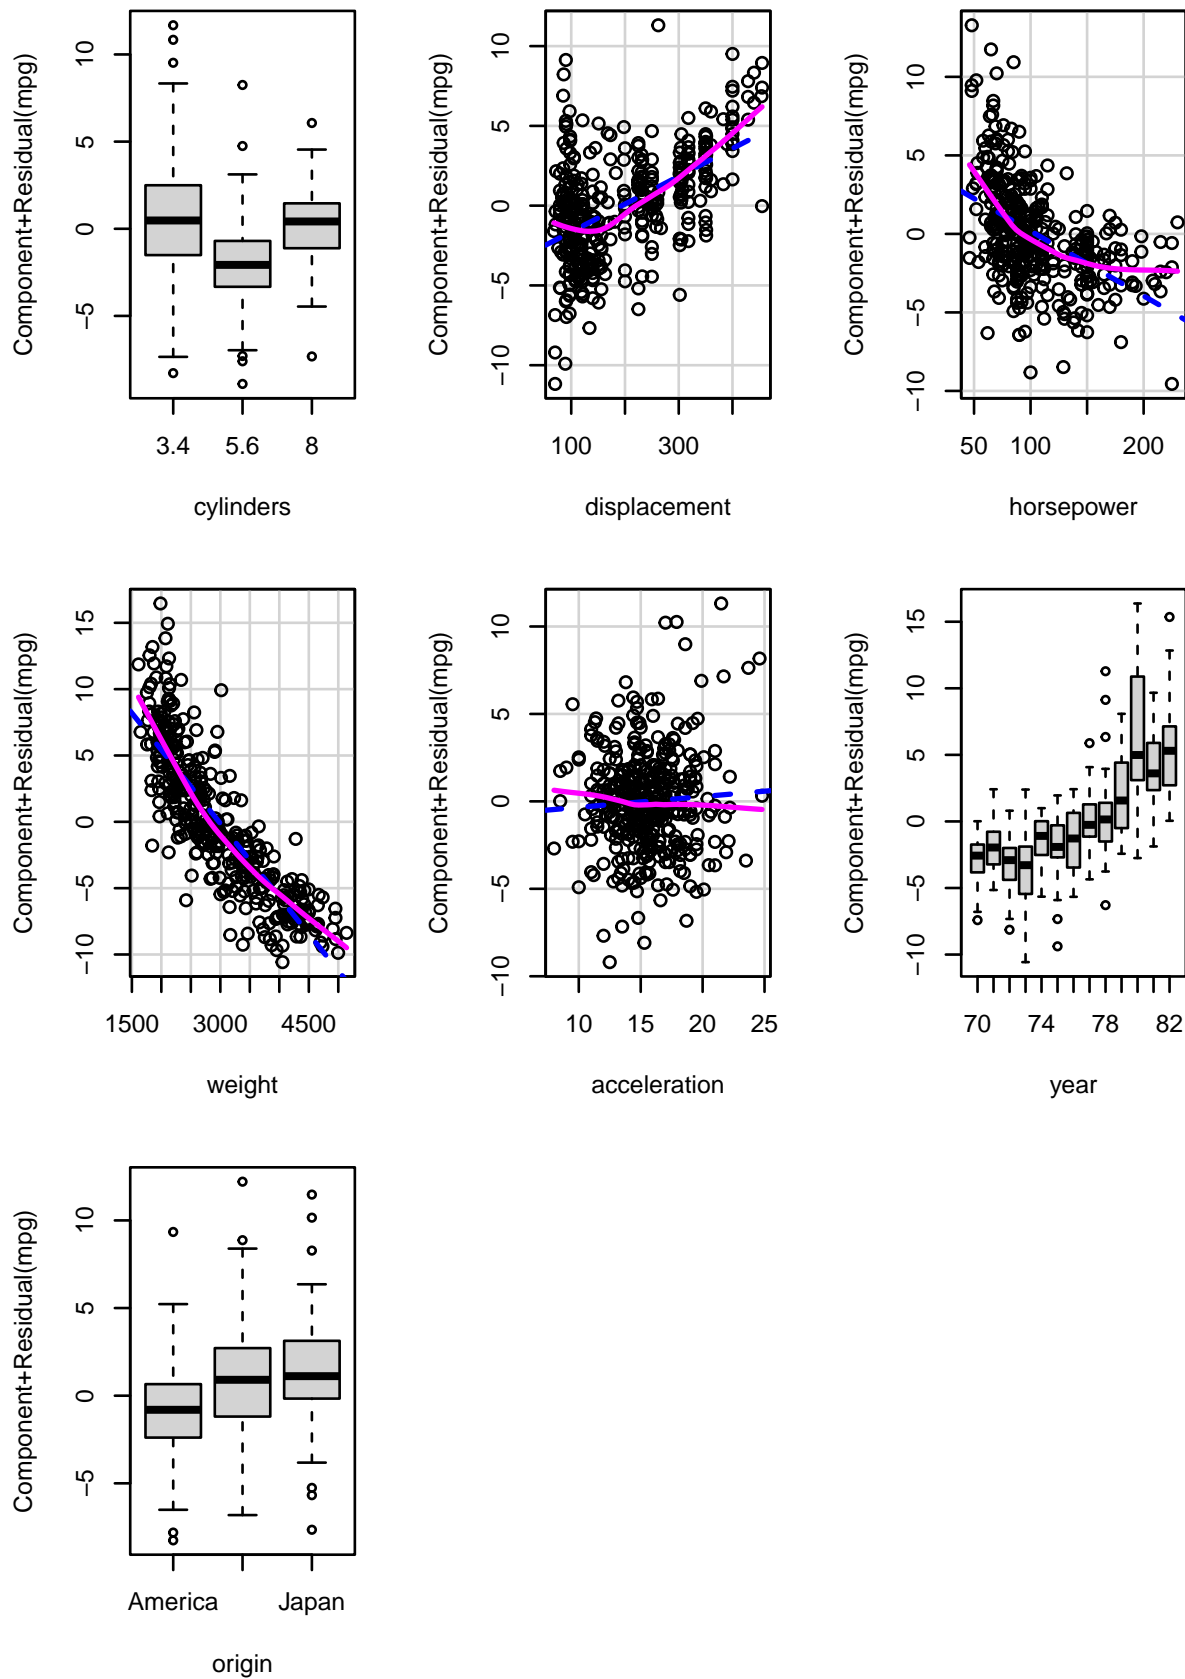 Component+Residual(mpg)
−5 0 5 10
3.4 5.6 8
cylinders
Component+Residual(mpg)
−10 −5 0 5 10
100 300
displacement
Component+Residual(mpg)
−10 −5 0 5 10
50 100 200
horsepower
Component+Residual(mpg)
−10 −5 0 5 10 15
1500 3000 4500
weight
Component+Residual(mpg)
−10 −5 0 5 10
10 15 20 25
acceleration
Component+Residual(mpg)
−10 −5 0 5 10 15
70 74 78 82
year
Component+Residual(mpg)
−5 0 5 10
America Japan
origin